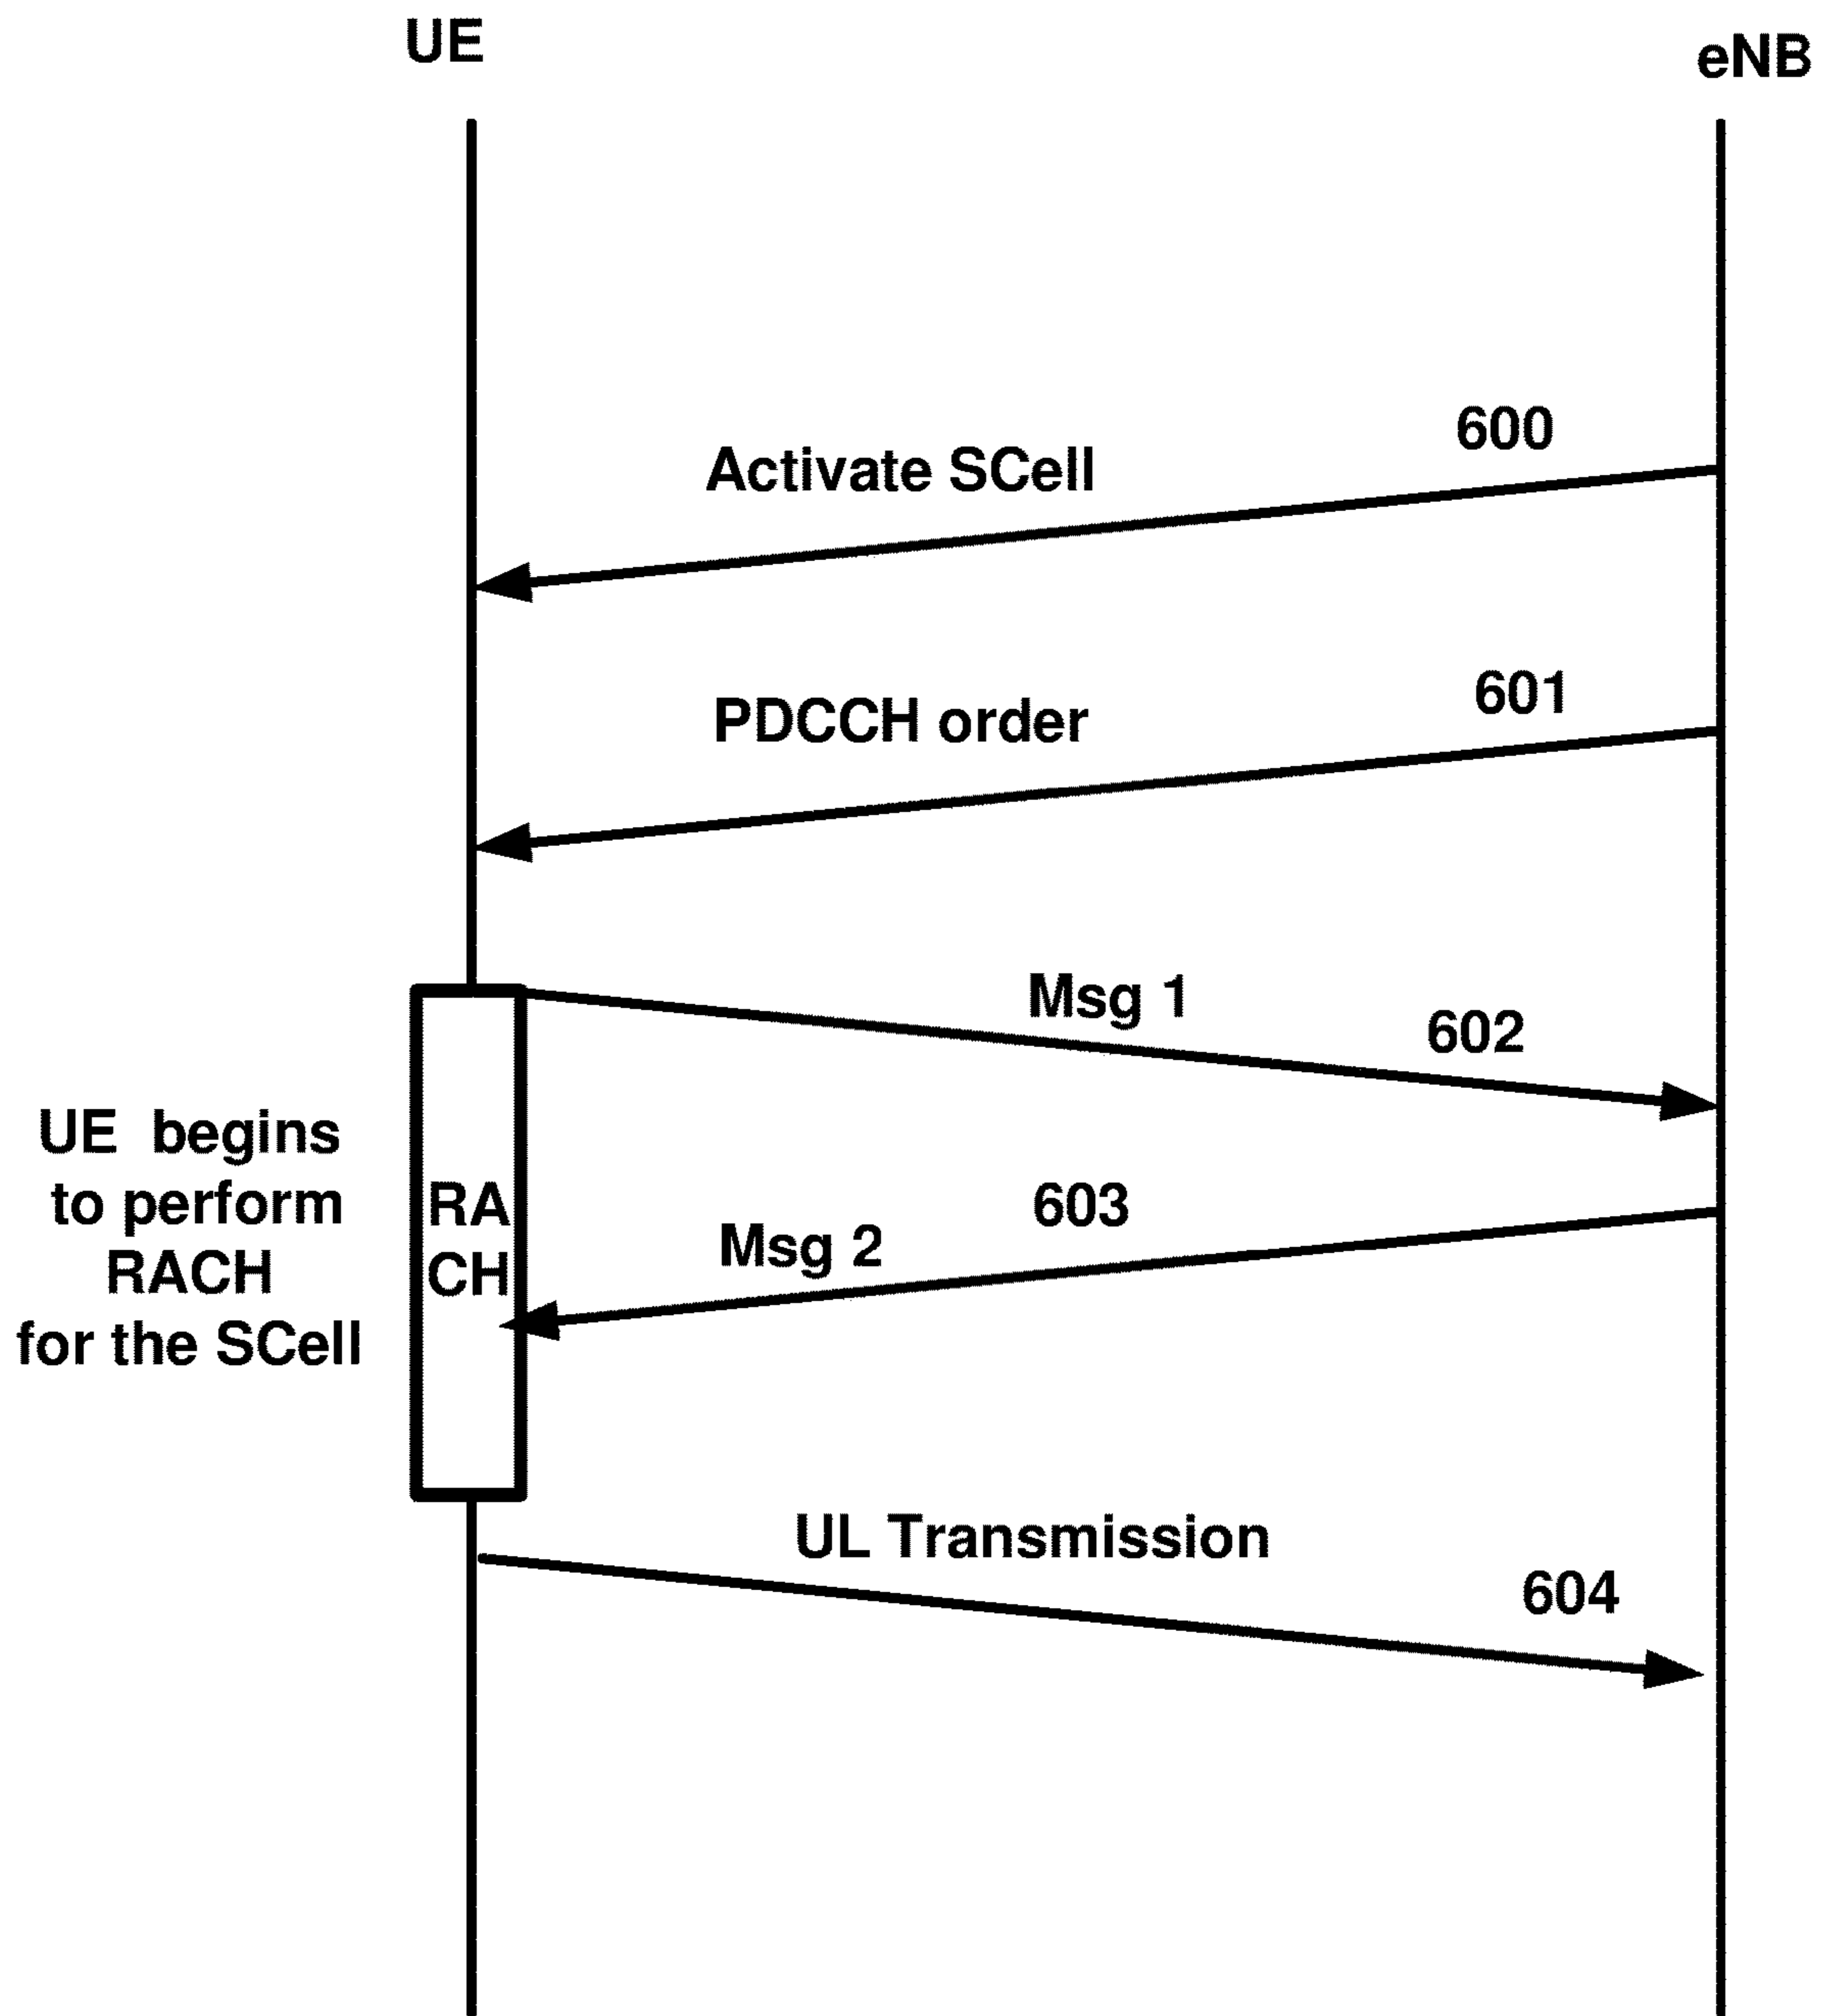 UE
eNB
600
Activate SCell
601
PDCCH order
Msg 1
602
UE begins
to perform
RACH
for the SCell
RA
CH
603
Msg 2
UL Transmission
604